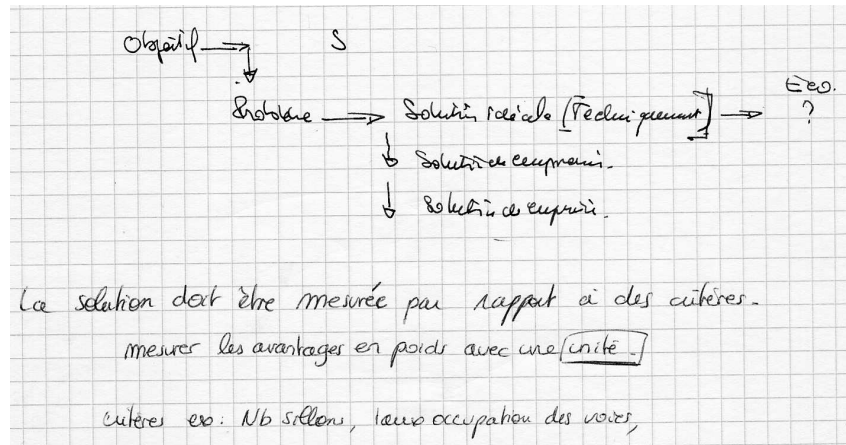 Objectif → S
Problème → Solution idéale [Techniquement] → Eco. ?
↓ Solution de compromis.
↓ Solution de compromis.
La solution doit être mesurée par rapport à des critères.
mesurer les avantages en poids avec une unité.
critères ex: Nb sillons, taux occupation des voies,